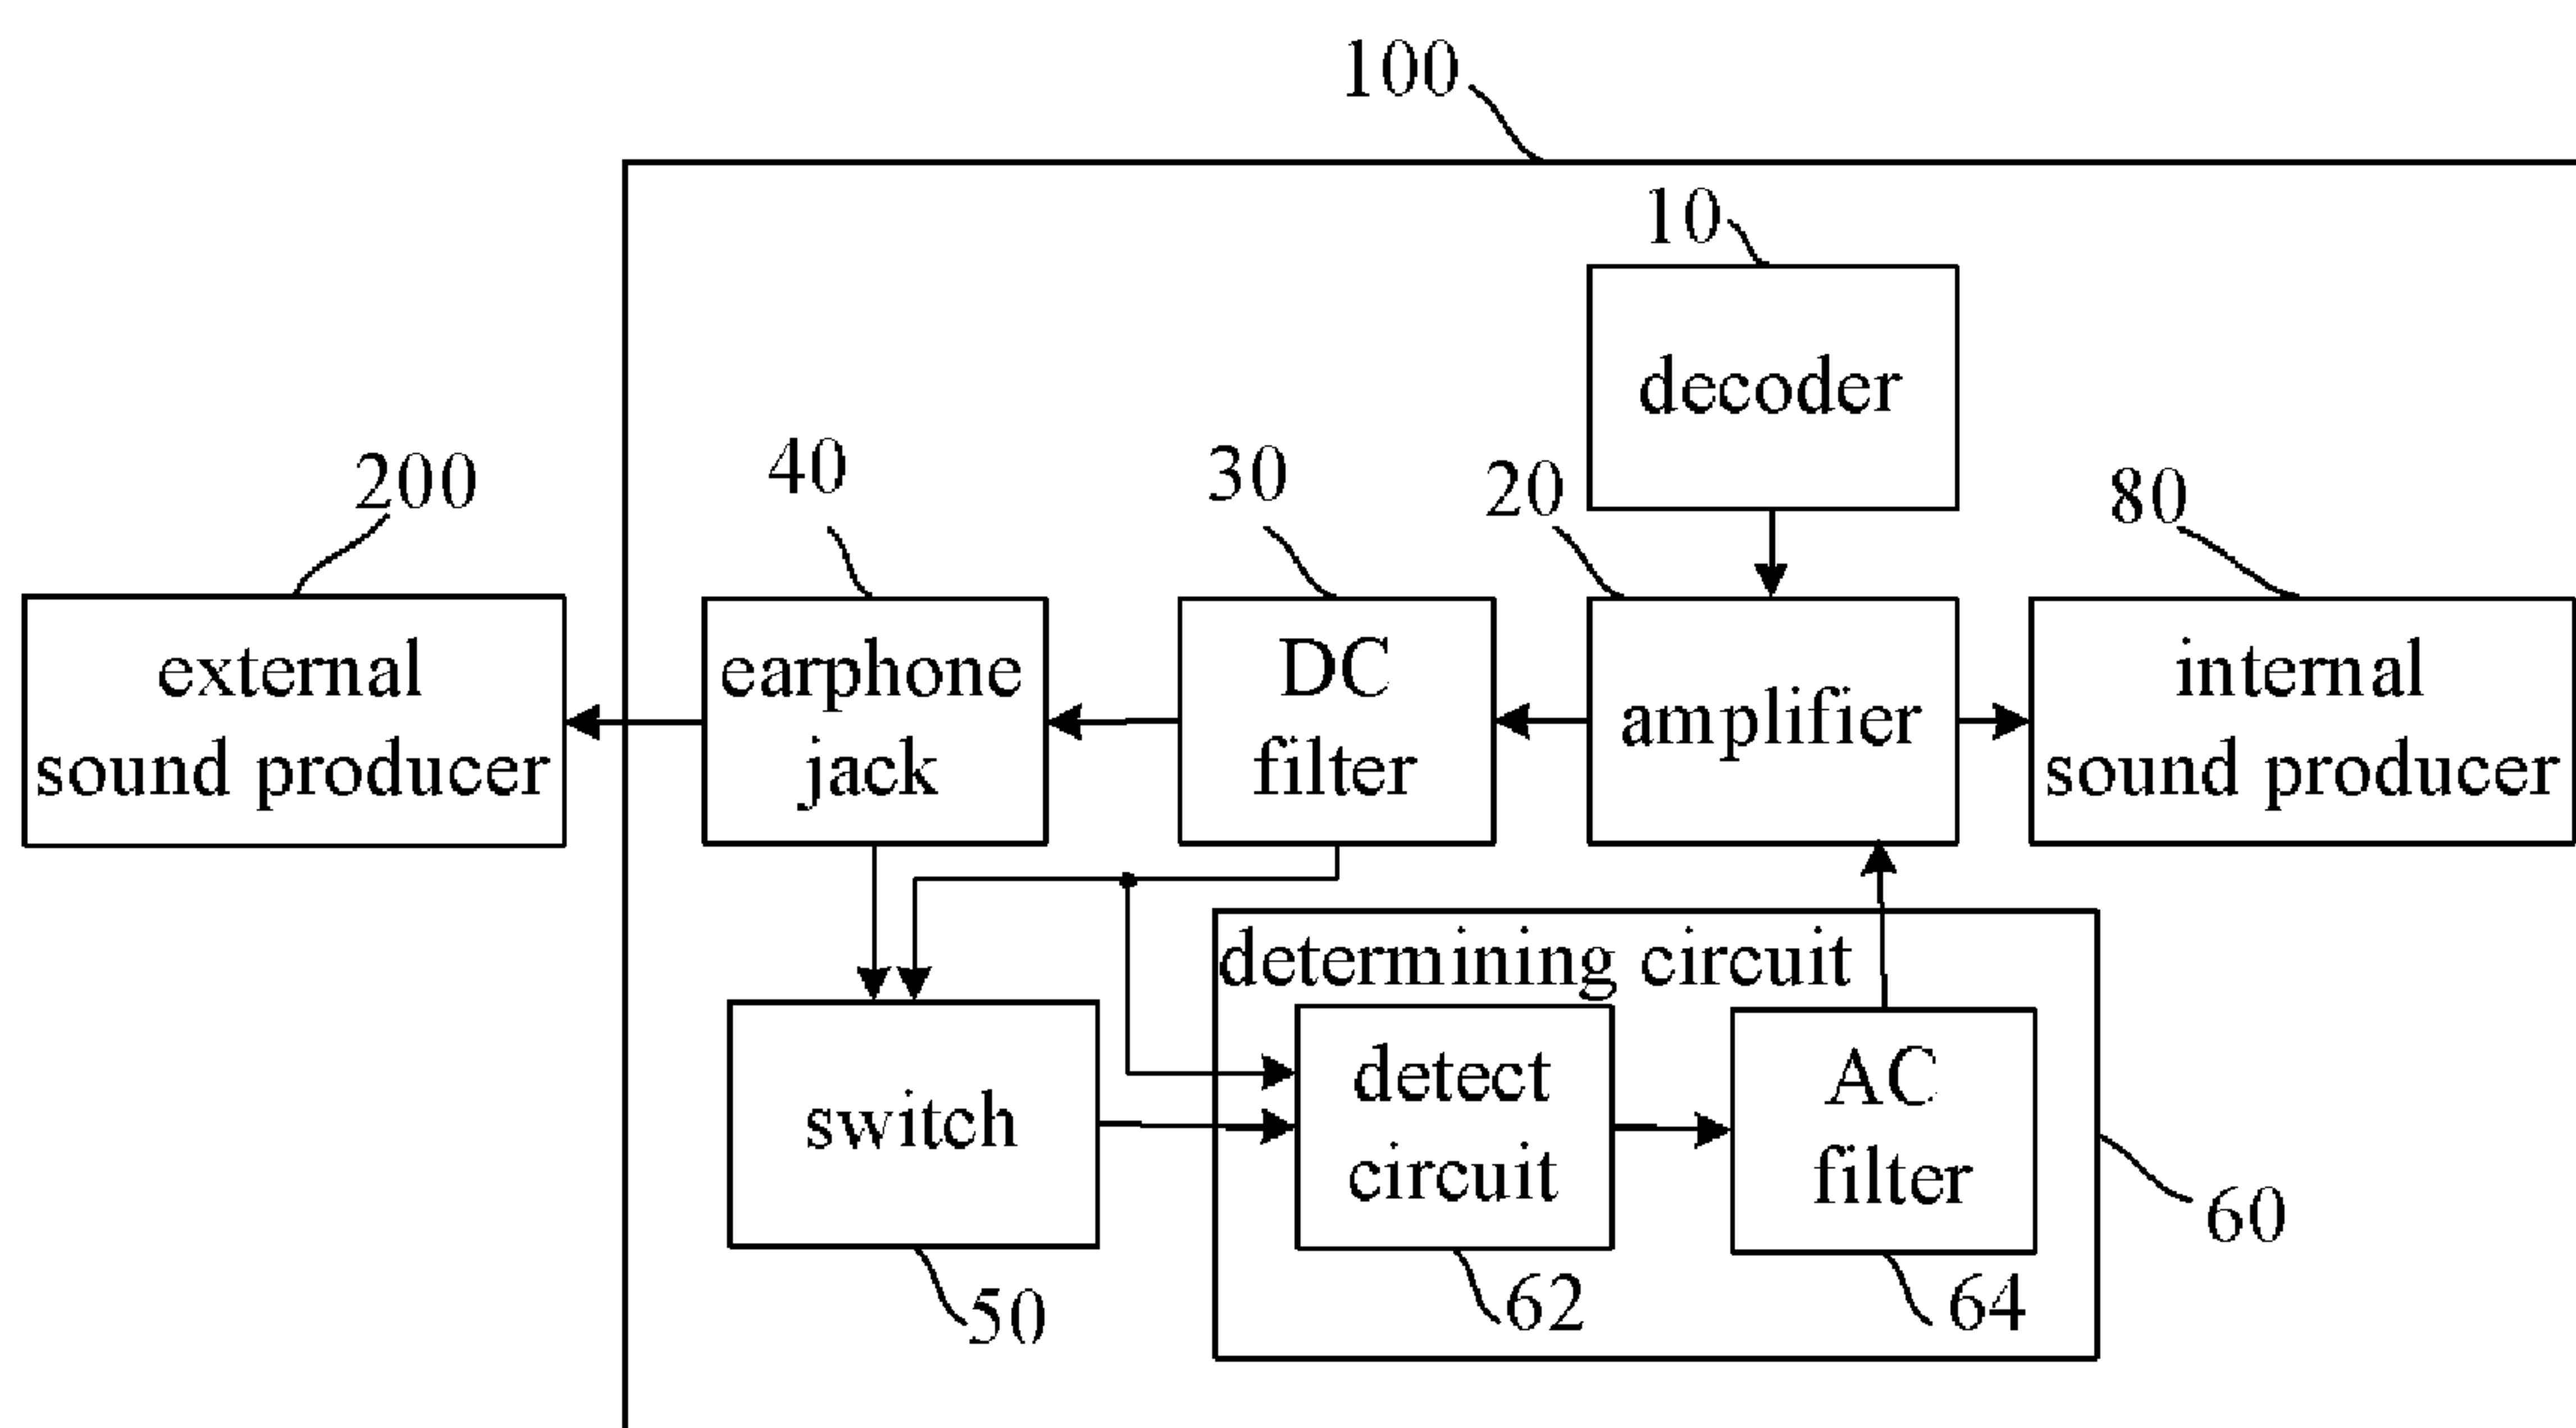 100
10
decoder
200
40
30
20
80
external
sound producer
earphone
jack
DC
filter
amplifier
internal
sound producer
determining circuit
switch
detect
circuit
AC
filter
60
50
62
64